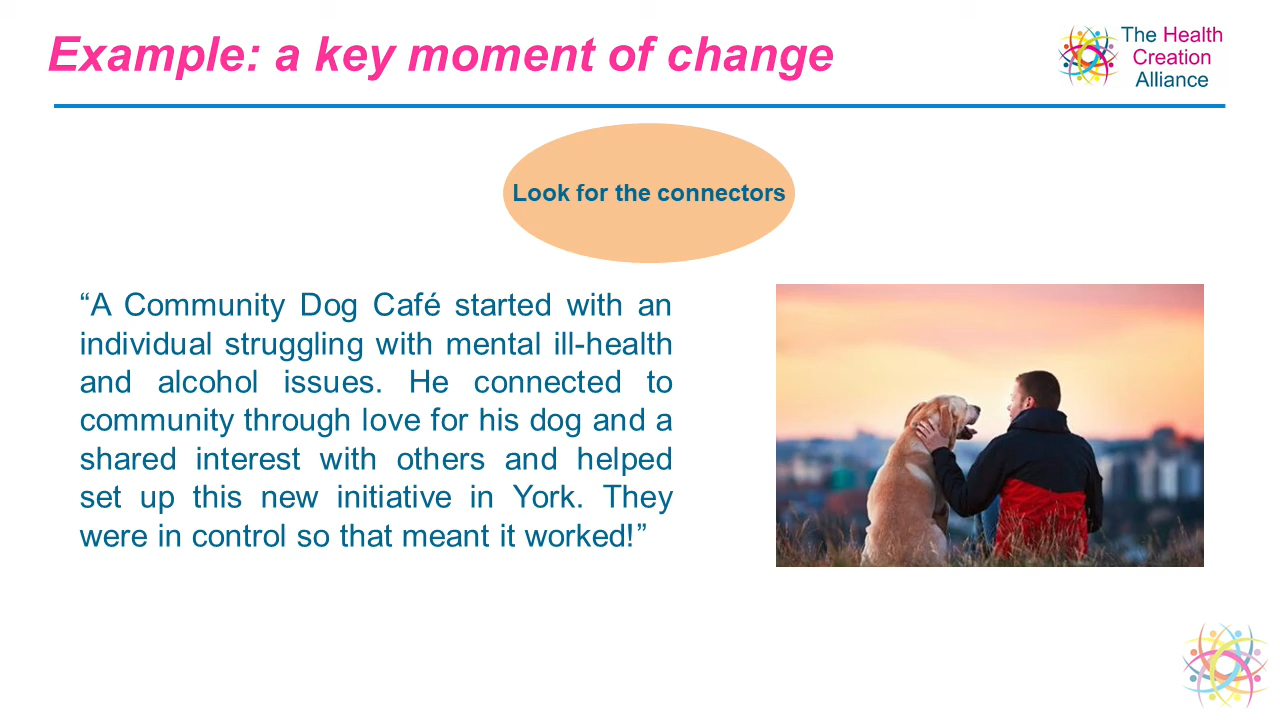 Example: a key moment of change
The Health
Creation
Alliance
Look for the connectors
“A Community Dog Café started with an
individual struggling with mental ill-health
and alcohol issues. He connected to
community through love for his dog and a
shared interest with others and helped
set up this new initiative in York. They
were in control so that meant it worked!”